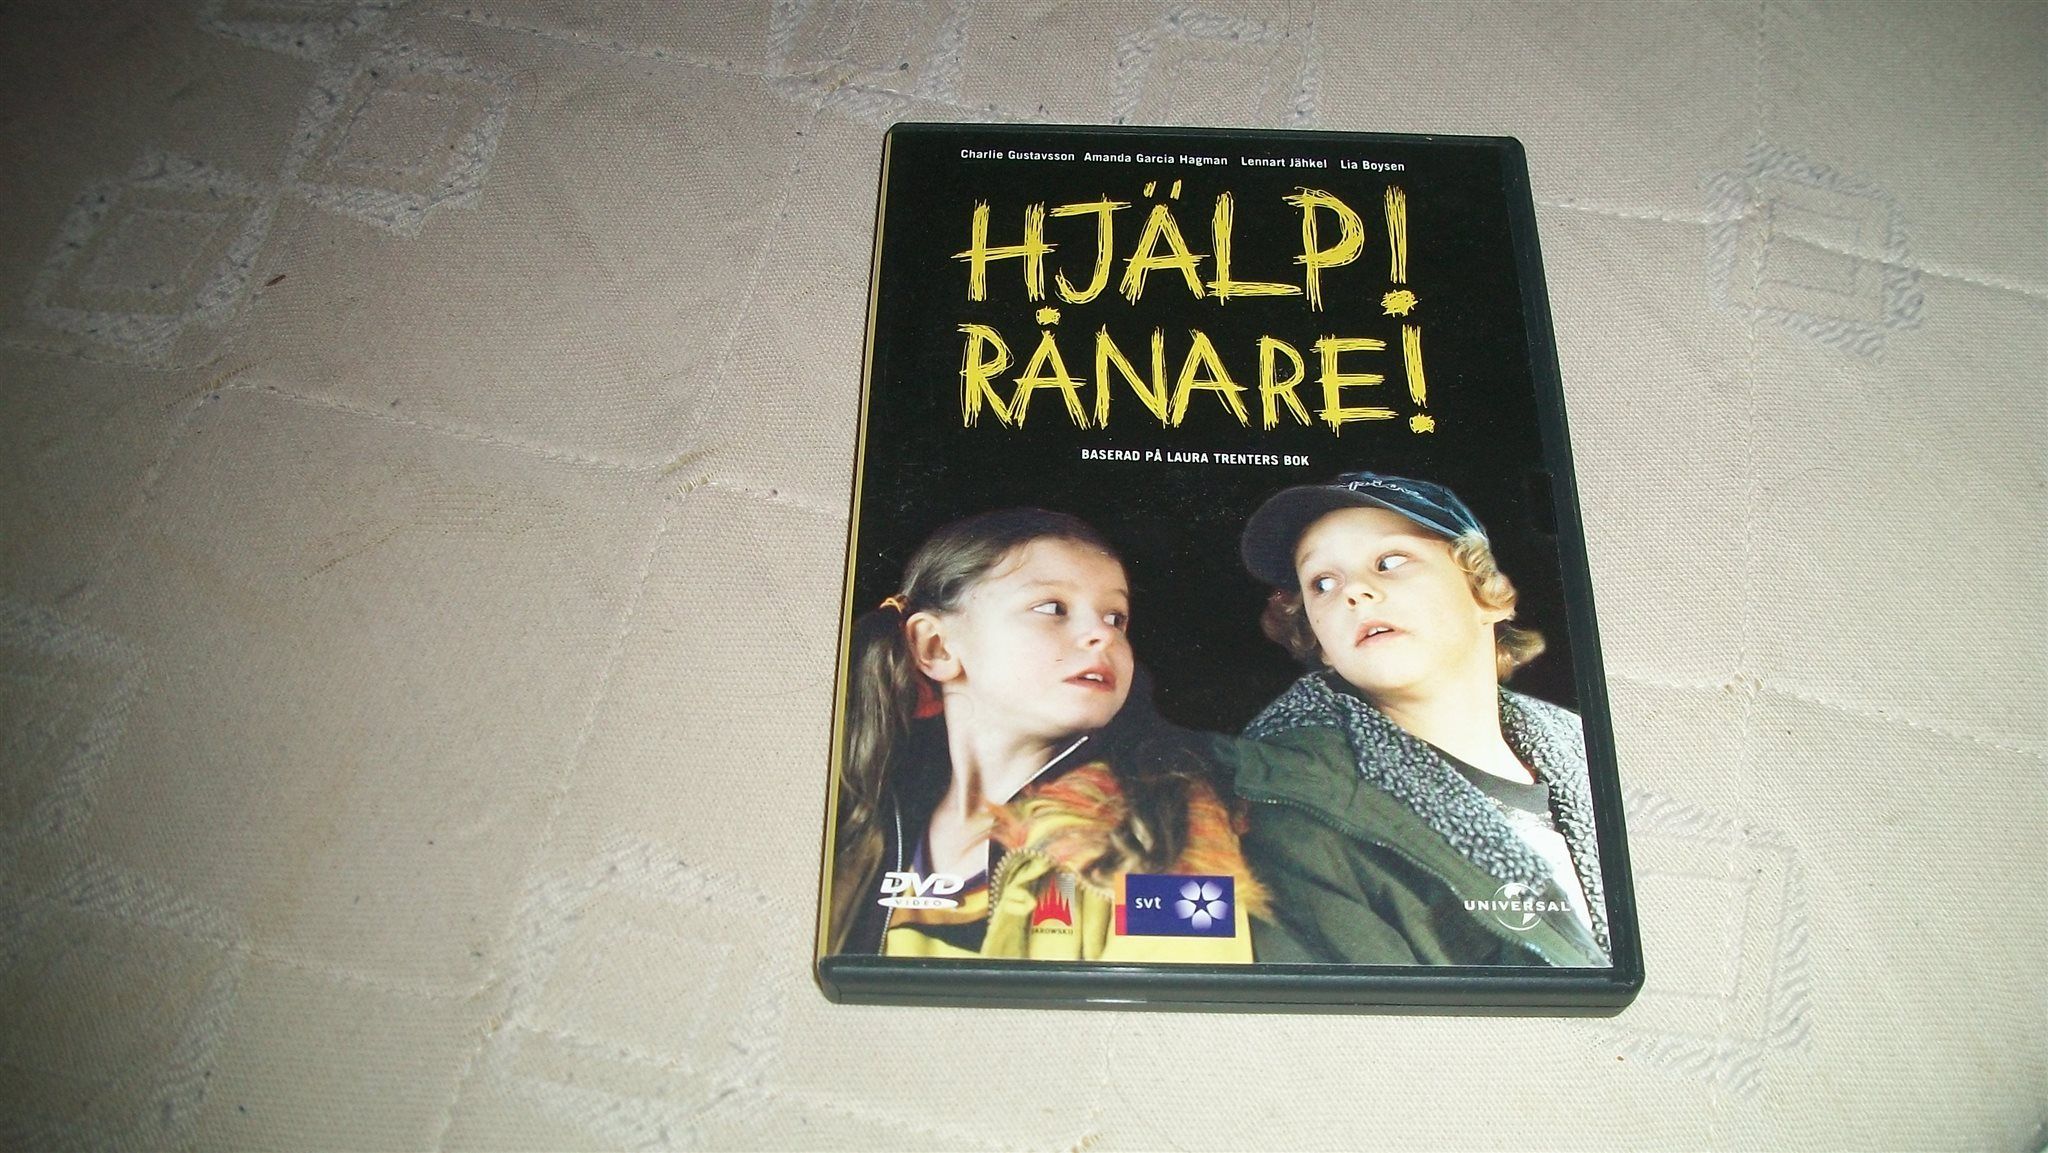 Charlie Gustavsson Amanda Garcia Hagman Lennart Jähkel Lia Boysen
HJÄLP!
RÅNARE!
BASERAD PÅ LAURA TRENTERS BOK
DVD
VIDEO
JAROWSKIJ
svt
UNIVERSAL